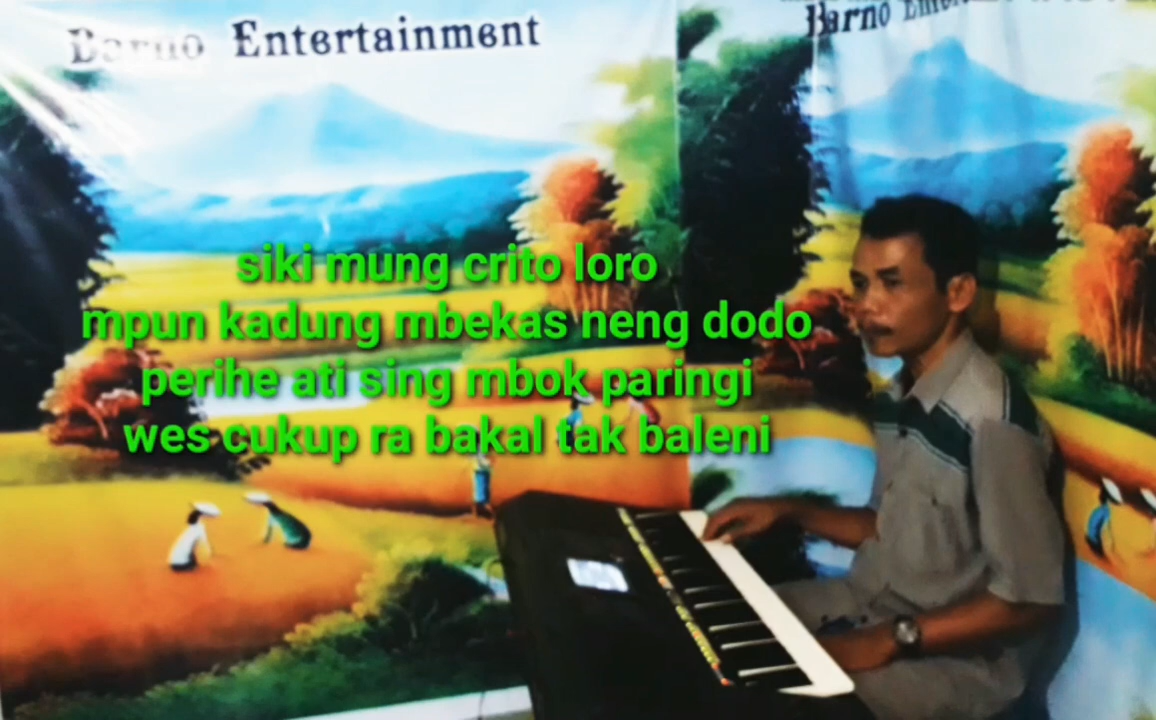 Barno Entertainment
Barno
siki mung crito loro
mpun kadung mbekas neng dodo
perihe ati sing mbok paringi
wes cukup ra bakal tak baleni